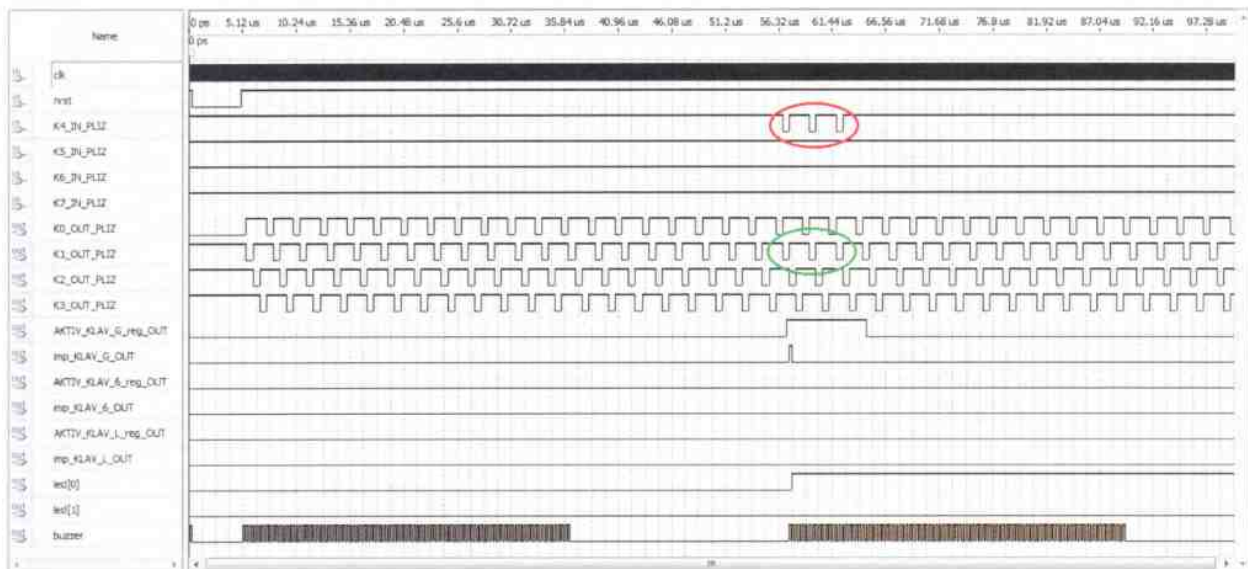 Name
0 ps 5.12 us 10.24 us 15.36 us 20.48 us 25.6 us 30.72 us 35.84 us 40.96 us 46.08 us 51.2 us 56.32 us 61.44 us 66.56 us 71.68 us 76.8 us 81.92 us 87.04 us 92.16 us 97.28 us
0 ps
clk
nrst
K4_IN_PLIZ
K5_IN_PLIZ
K6_IN_PLIZ
K7_IN_PLIZ
K0_OUT_PLIZ
K1_OUT_PLIZ
K2_OUT_PLIZ
K3_OUT_PLIZ
AKTIV_KLAV_G_reg_OUT
imp_KLAV_G_OUT
AKTIV_KLAV_6_reg_OUT
imp_KLAV_6_OUT
AKTIV_KLAV_L_reg_OUT
imp_KLAV_L_OUT
led[0]
led[1]
buzzer